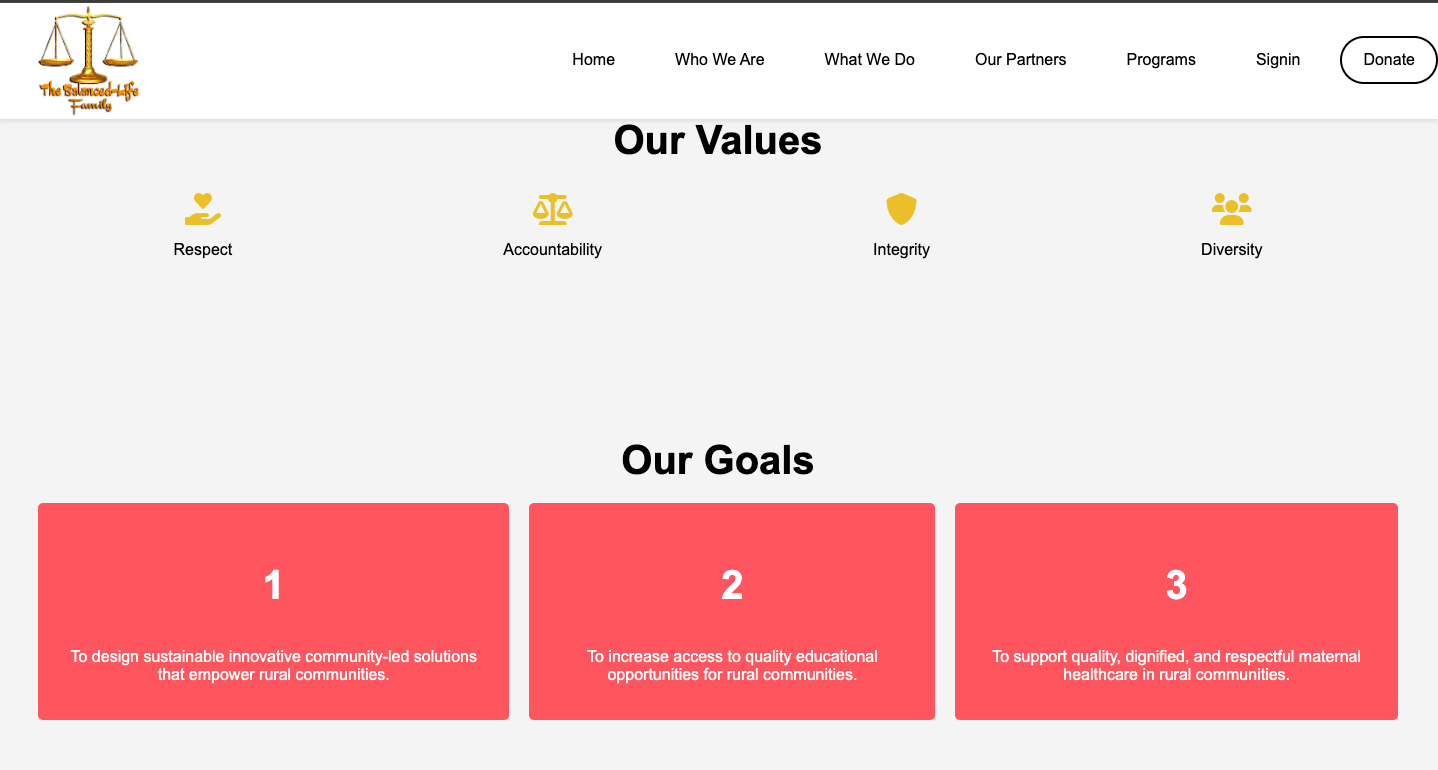 The Balanced-Life
Family
Home Who We Are What We Do Our Partners Programs Signin Donate
Our Values
Respect Accountability Integrity Diversity
Our Goals
1
To design sustainable innovative community-led solutions
that empower rural communities.
2
To increase access to quality educational
opportunities for rural communities.
3
To support quality, dignified, and respectful maternal
healthcare in rural communities.